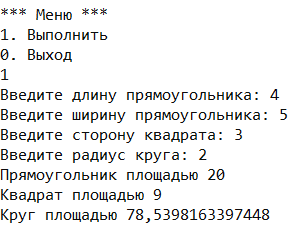 *** Меню ***
1. Выполнить
0. Выход
1
Введите длину прямоугольника: 4
Введите ширину прямоугольника: 5
Введите сторону квадрата: 3
Введите радиус круга: 2
Прямоугольник площадью 20
Квадрат площадью 9
Круг площадью 78,5398163397448